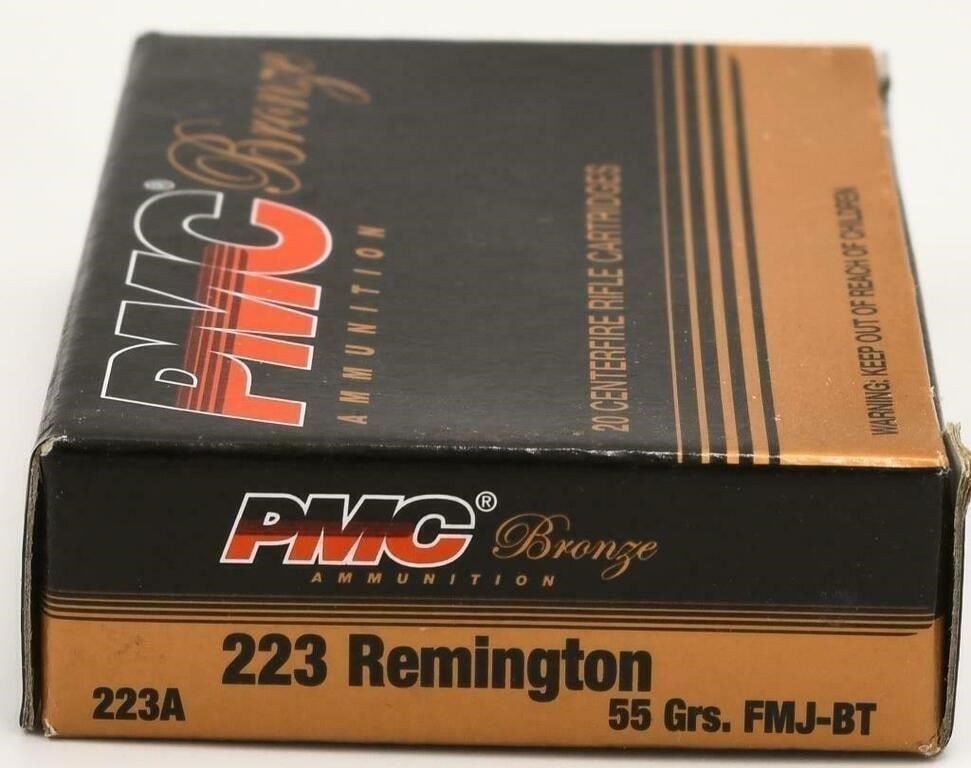 PMC® Bronze
AMMUNITION
20 CENTERFIRE RIFLE CARTRIDGES
WARNING: KEEP OUT OF REACH OF CHILDREN
PMC® Bronze
AMMUNITION
223 Remington
223A
55 Grs. FMJ-BT